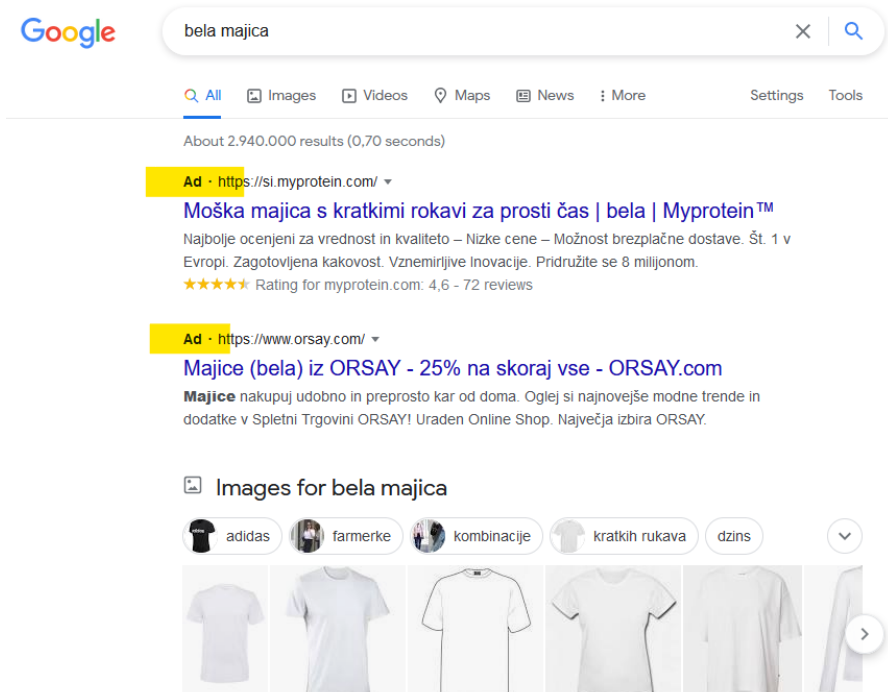 Google
bela majica
All Images Videos Maps News More Settings Tools
About 2.940.000 results (0,70 seconds)
Ad · https://si.myprotein.com/
Moška majica s kratkimi rokavi za prosti čas | bela | Myprotein™
Najbolje ocenjeni za vrednost in kvaliteto – Nizke cene – Možnost brezplačne dostave. Št. 1 v
Evropi. Zagotovljena kakovost. Vznemirljive Inovacije. Pridružite se 8 milijonom.
Rating for myprotein.com: 4,6 - 72 reviews
Ad · https://www.orsay.com/
Majice (bela) iz ORSAY - 25% na skoraj vse - ORSAY.com
Majice nakupuj udobno in preprosto kar od doma. Oglej si najnovejše modne trende in
dodatke v Spletni Trgovini ORSAY! Uraden Online Shop. Največja izbira ORSAY.
Images for bela majica
adidas farmerke kombinacije kratkih rukava dzins